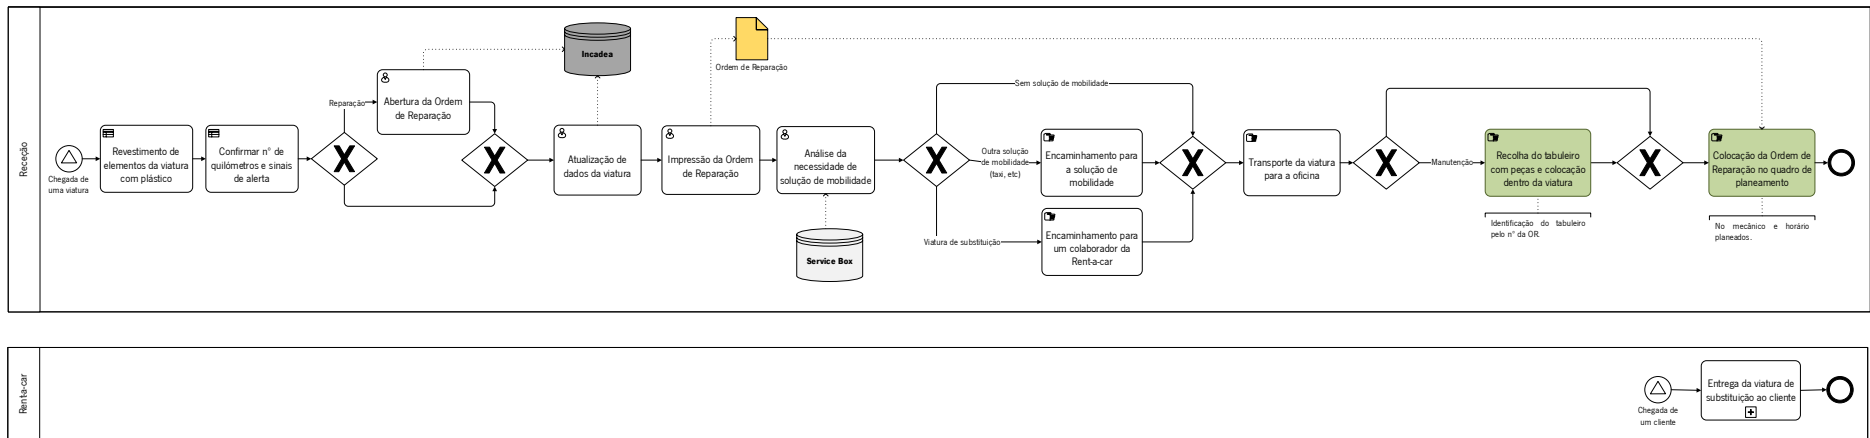 Receção
Chegada de
uma viatura
Revestimento de
elementos da viatura
com plástico
Confirmar nº de
quilómetros e sinais
de alerta
Reparação
Abertura da Ordem
de Reparação
Incadea
Atualização de
dados da viatura
Impressão da Ordem
de Reparação
Ordem de Reparação
Análise da
necessidade de
solução de mobilidade
Service Box
Sem solução de mobilidade
Outra solução
de mobilidade
(taxi, etc)
Viatura de substituição
Encaminhamento para
a solução de
mobilidade
Encaminhamento para
um colaborador da
Rent-a-car
Transporte da viatura
para a oficina
Manutenção
Recolha do tabuleiro
com peças e colocação
dentro da viatura
Identificação do tabuleiro
pelo nº da OR.
Colocação da Ordem de
Reparação no quadro de
planeamento
No mecânico e horário
planeados.
Rent-a-car
Chegada de
um cliente
Entrega da viatura de
substituição ao cliente